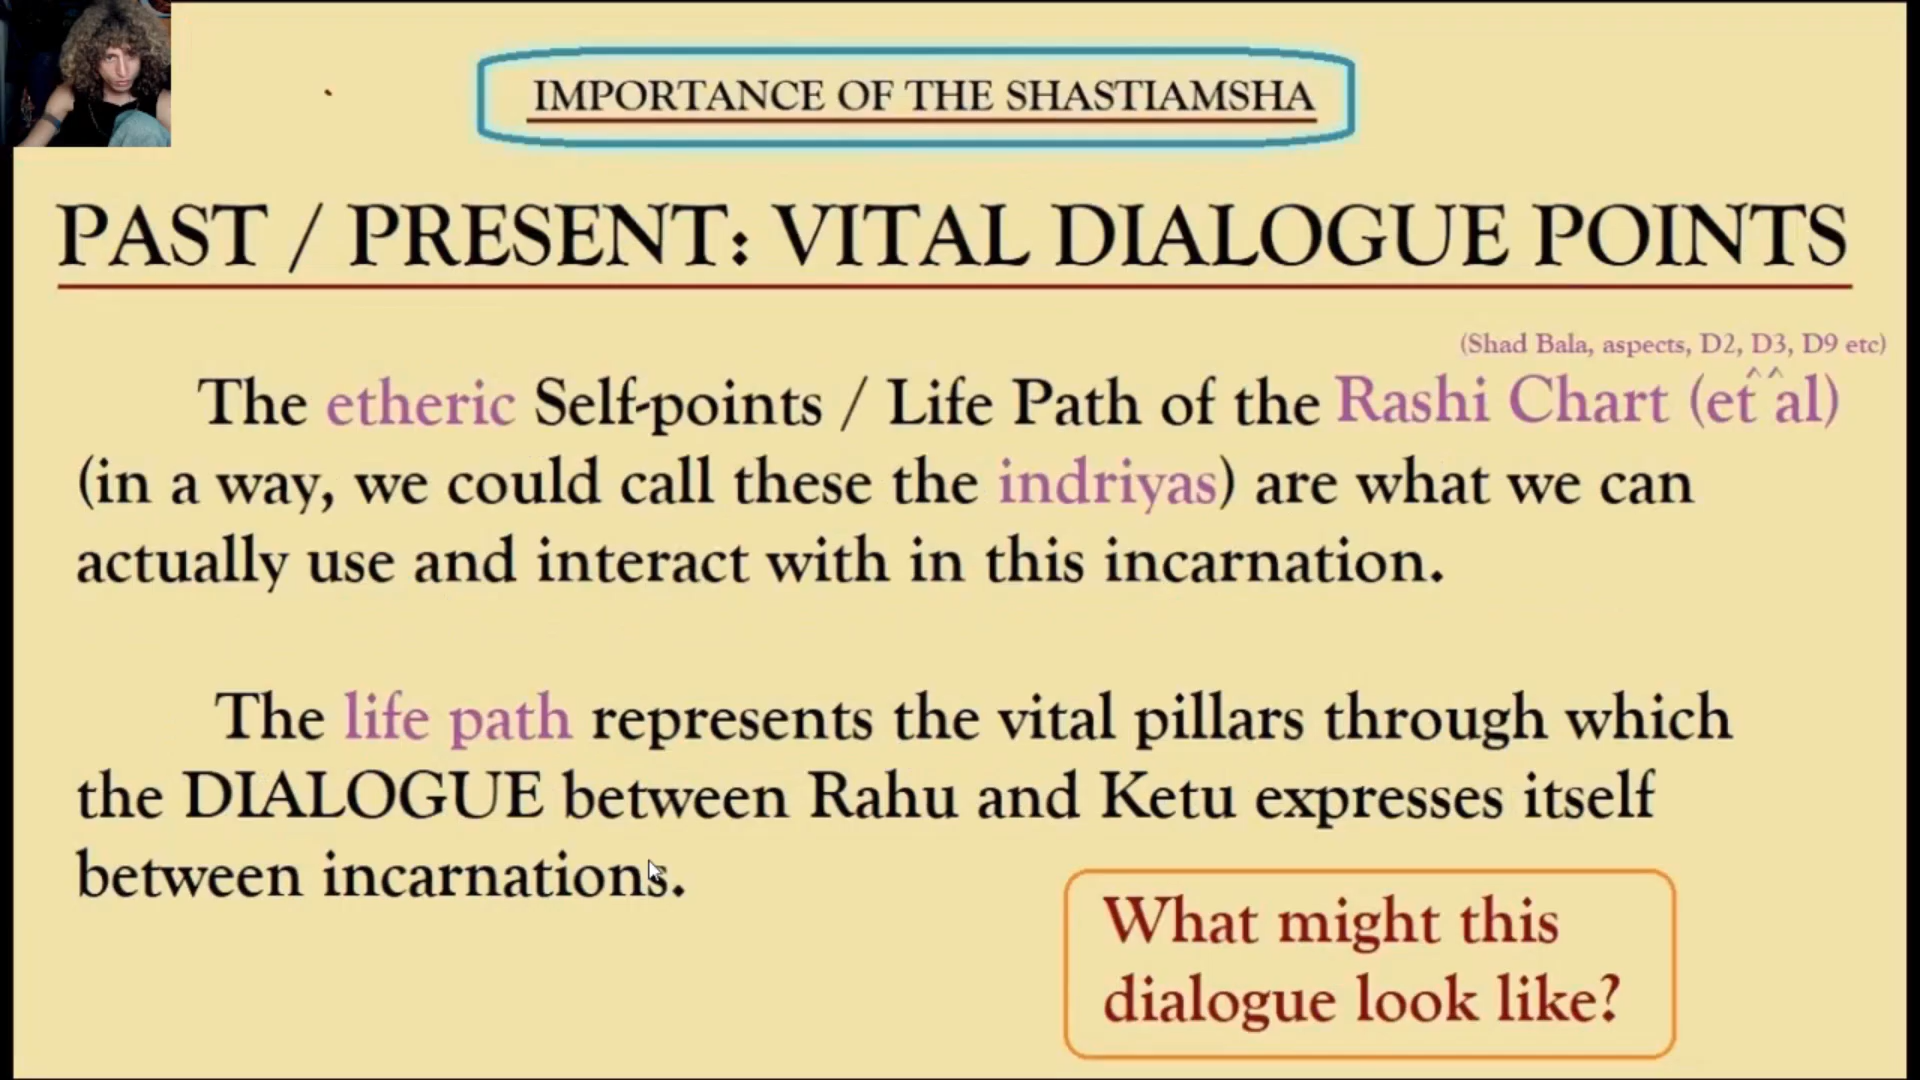 IMPORTANCE OF THE SHASTIAMSHA
PAST / PRESENT: VITAL DIALOGUE POINTS
(Shad Bala, aspects, D2, D3, D9 etc)
^^
The etheric Self-points / Life Path of the Rashi Chart (et al)
(in a way, we could call these the indriyas) are what we can
actually use and interact with in this incarnation.
The life path represents the vital pillars through which
the DIALOGUE between Rahu and Ketu expresses itself
between incarnations.
What might this
dialogue look like?